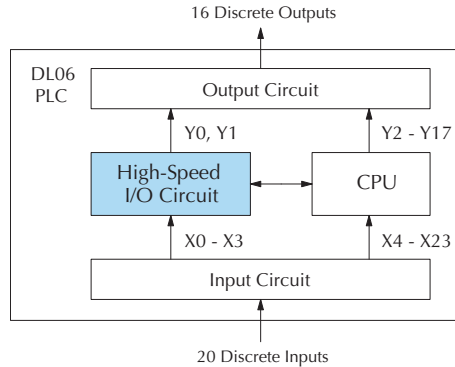 16 Discrete Outputs
DL06
PLC
Output Circuit
Y0, Y1
Y2 - Y17
High-Speed
I/O Circuit
CPU
X0 - X3
X4 - X23
Input Circuit
20 Discrete Inputs